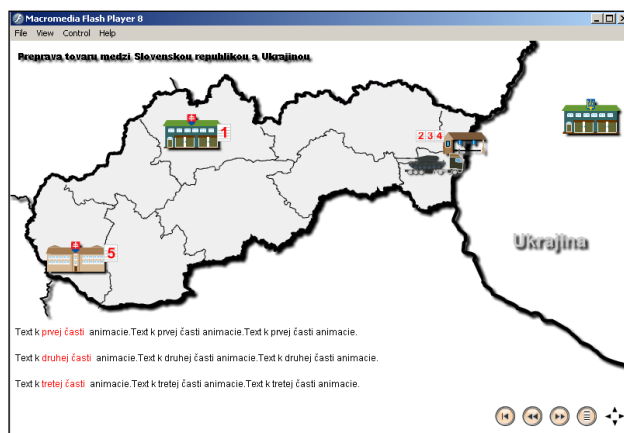 Macromedia Flash Player 8
File View Control Help
Preprava tovaru medzi Slovenskou republikou a Ukrajinou
1
2 3 4
Ukrajina
5
Text k prvej časti animacie.Text k prvej časti animacie.Text k prvej časti animacie.
Text k druhej časti animacie.Text k druhej časti animacie.Text k druhej časti animacie.
Text k tretej časti animacie.Text k tretej časti animacie.Text k tretej časti animacie.